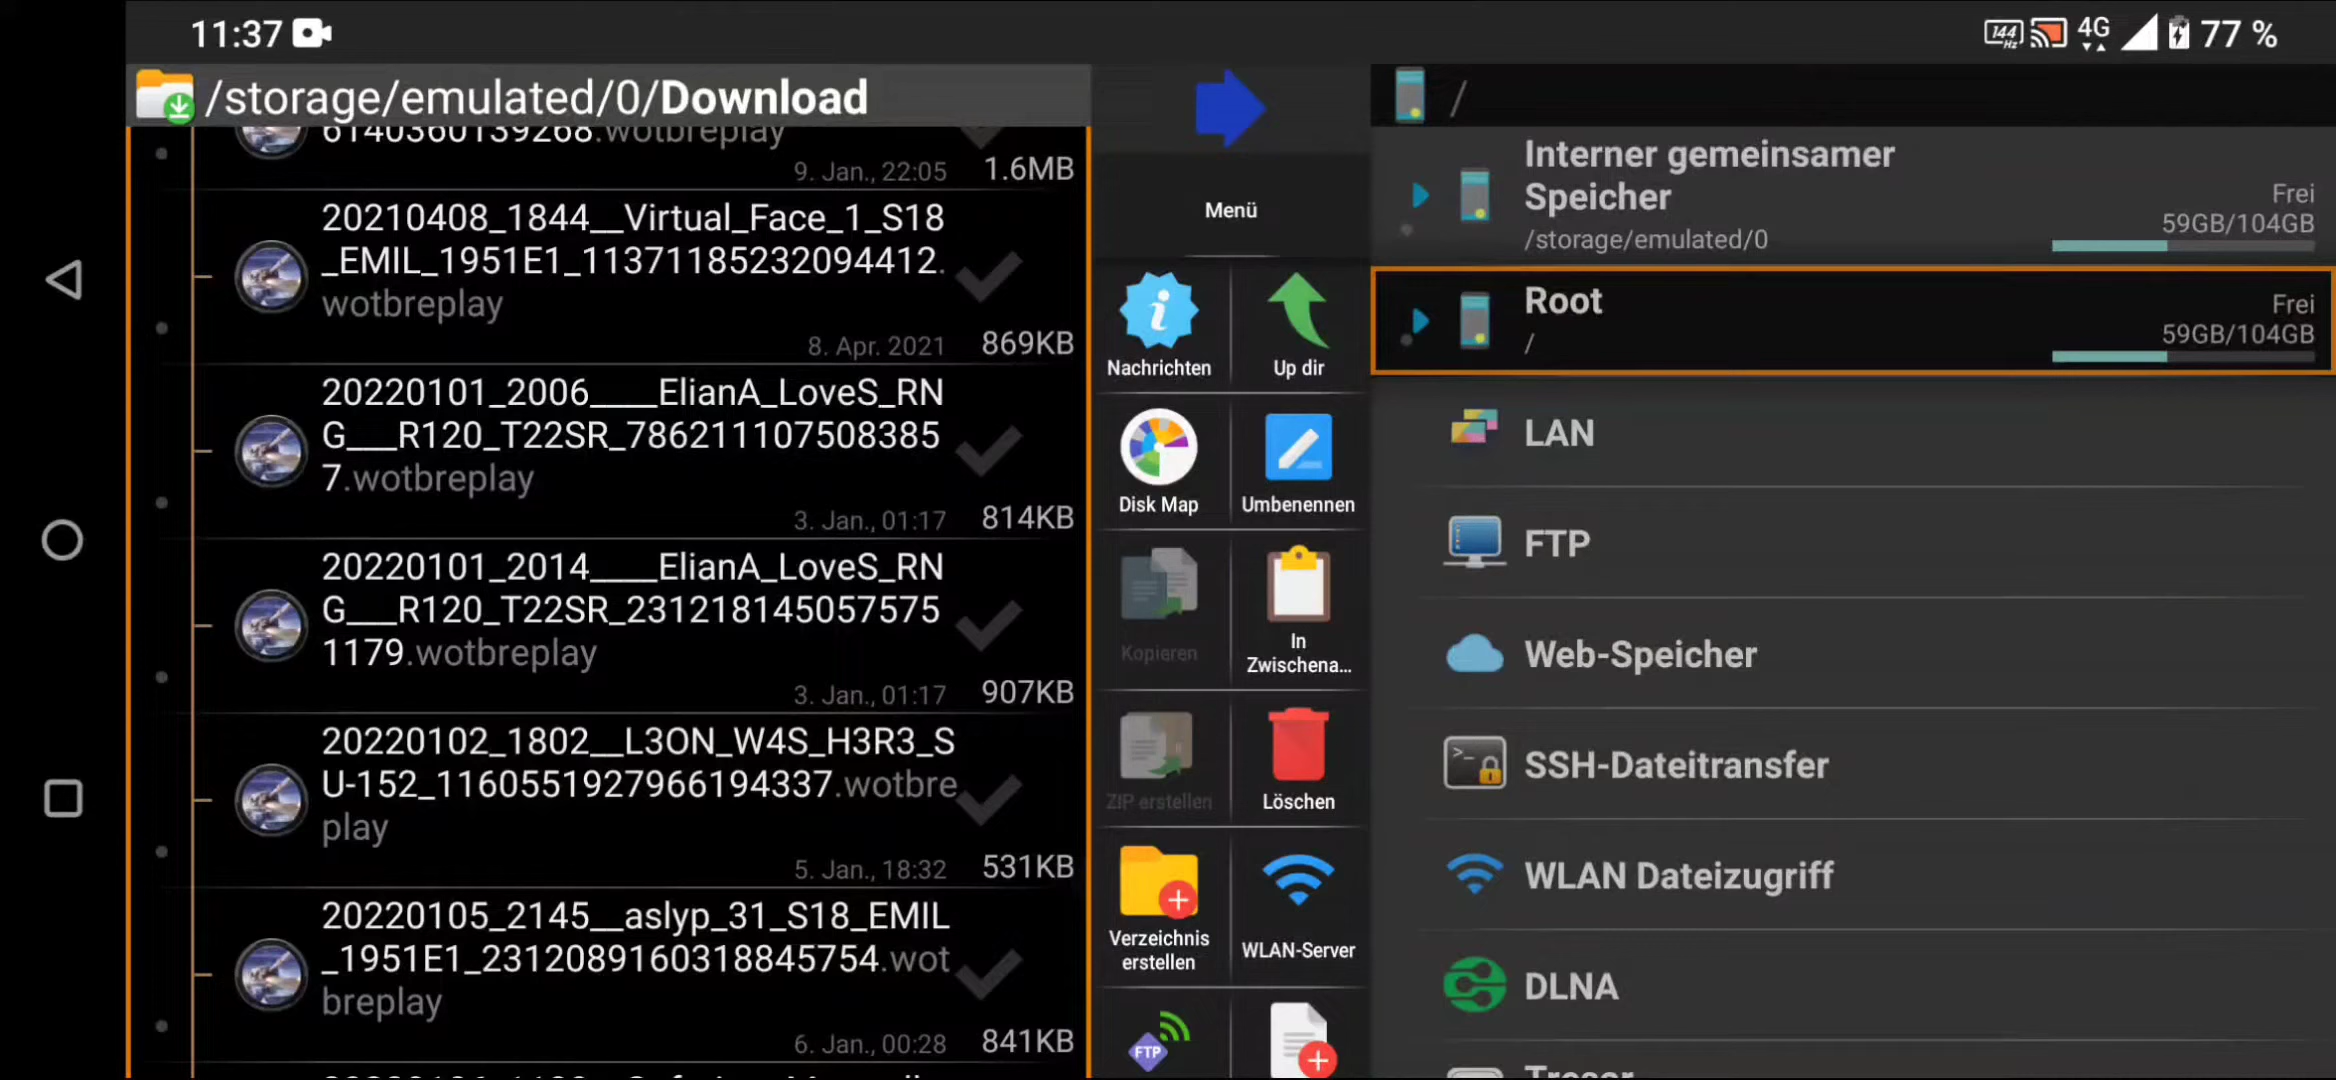 11:37
144 Hz 4G 77 %
/storage/emulated/0/Download
6140360139268.wotbreplay
9. Jan., 22:05 1.6MB
20210408_1844__Virtual_Face_1_S18
_EMIL_1951E1_11371185232094412.
wotbreplay
8. Apr. 2021 869KB
20220101_2006____ElianA_LoveS_RN
G___R120_T22SR_786211107508385
7.wotbreplay
3. Jan., 01:17 814KB
20220101_2014____ElianA_LoveS_RN
G___R120_T22SR_231218145057575
1179.wotbreplay
3. Jan., 01:17 907KB
20220102_1802__L3ON_W4S_H3R3_S
U-152_1160551927966194337.wotbre
play
5. Jan., 18:32 531KB
20220105_2145__aslyp_31_S18_EMIL
_1951E1_2312089160318845754.wot
breplay
6. Jan., 00:28 841KB
Menü
Nachrichten
Up dir
Disk Map
Umbenennen
Kopieren
In
Zwischena...
ZIP erstellen
Löschen
Verzeichnis
erstellen
WLAN-Server
FTP
/
Interner gemeinsamer
Speicher
/storage/emulated/0
Frei
59GB/104GB
Root
/
Frei
59GB/104GB
LAN
FTP
Web-Speicher
SSH-Dateitransfer
WLAN Dateizugriff
DLNA
Tresor